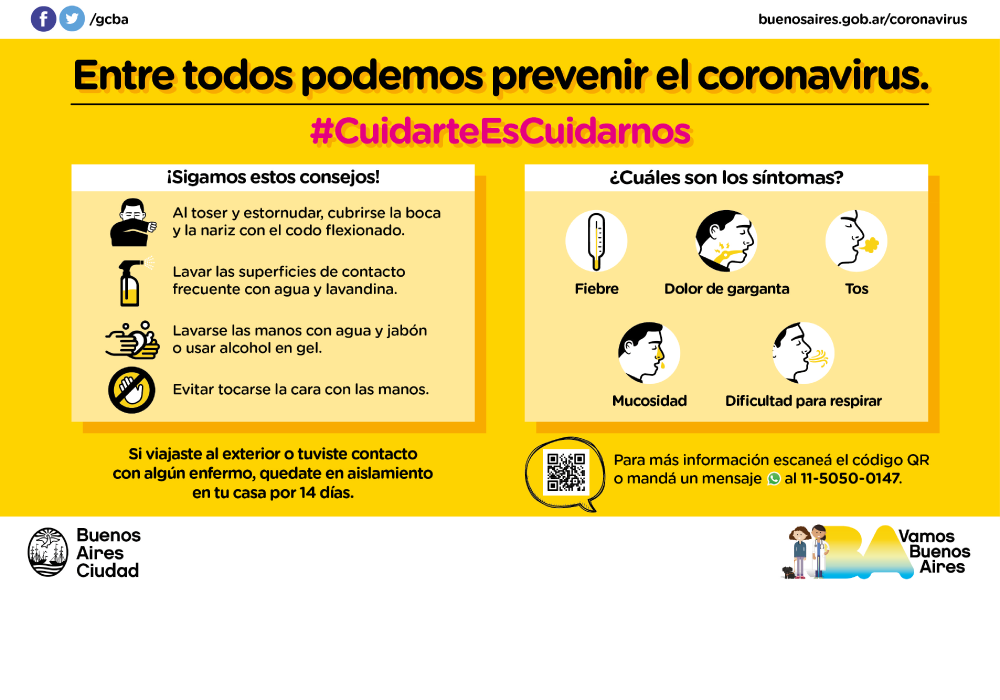 /gcba
buenosaires.gob.ar/coronavirus
Entre todos podemos prevenir el coronavirus.
#CuidarteEsCuidarnos
¡Sigamos estos consejos!
Al toser y estornudar, cubrirse la boca
y la nariz con el codo flexionado.
Lavar las superficies de contacto
frecuente con agua y lavandina.
Lavarse las manos con agua y jabón
o usar alcohol en gel.
Evitar tocarse la cara con las manos.
¿Cuáles son los síntomas?
Fiebre
Dolor de garganta
Tos
Mucosidad
Dificultad para respirar
Si viajaste al exterior o tuviste contacto
con algún enfermo, quedate en aislamiento
en tu casa por 14 días.
Para más información escaneá el código QR
o mandá un mensaje al 11-5050-0147.
Buenos
Aires
Ciudad
BA
Vamos
Buenos
Aires